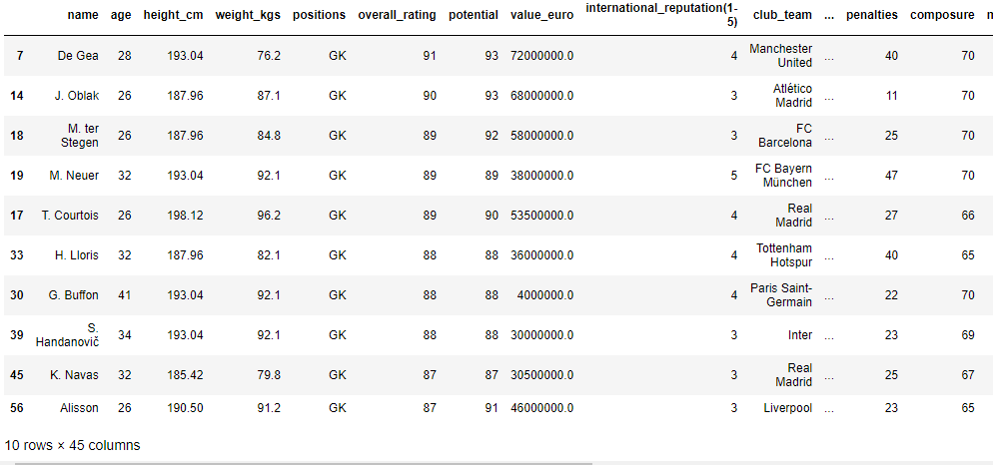 name age height_cm weight_kgs positions overall_rating potential value_euro international_reputation(1-5) club_team ... penalties composure n
7 De Gea 28 193.04 76.2 GK 91 93 72000000.0 4 Manchester United ... 40 70
14 J. Oblak 26 187.96 87.1 GK 90 93 68000000.0 3 Atlético Madrid ... 11 70
18 M. ter Stegen 26 187.96 84.8 GK 89 92 58000000.0 3 FC Barcelona ... 25 70
19 M. Neuer 32 193.04 92.1 GK 89 89 38000000.0 5 FC Bayern München ... 47 70
17 T. Courtois 26 198.12 96.2 GK 89 90 53500000.0 4 Real Madrid ... 27 66
33 H. Lloris 32 187.96 82.1 GK 88 88 36000000.0 4 Tottenham Hotspur ... 40 65
30 G. Buffon 41 193.04 92.1 GK 88 88 4000000.0 4 Paris Saint-Germain ... 22 70
39 S. Handanovič 34 193.04 92.1 GK 88 88 30000000.0 3 Inter ... 23 69
45 K. Navas 32 185.42 79.8 GK 87 87 30500000.0 3 Real Madrid ... 25 67
56 Alisson 26 190.50 91.2 GK 87 91 46000000.0 3 Liverpool ... 23 65
10 rows × 45 columns